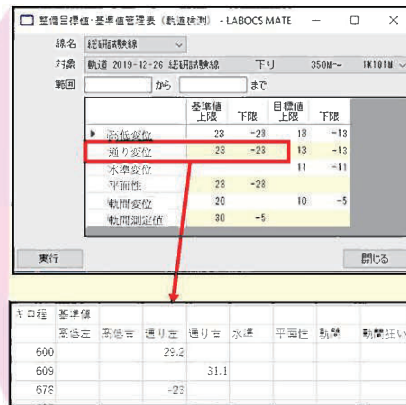 整備目標値・基準値管理表（軌道検測） - LABOCS MATE
線名 総研試験線
対象 軌道 2019-12-26 総研試験線 下り 350M～ 1K101M
範囲 から まで
基準値 目標値
上限 下限 上限 下限
高低変位 23 -23 13 -13
通り変位 23 -23 13 -13
水準変位 11 -11
平面性 23 -23
軌間変位 20 10 -5
軌間測定値 30 -5
実行 閉じる
キロ程 基準値
高低左 高低右 通り左 通り右 水準 平面性 軌間 軌間狂い
600 29.2
609 31.1
678 -23